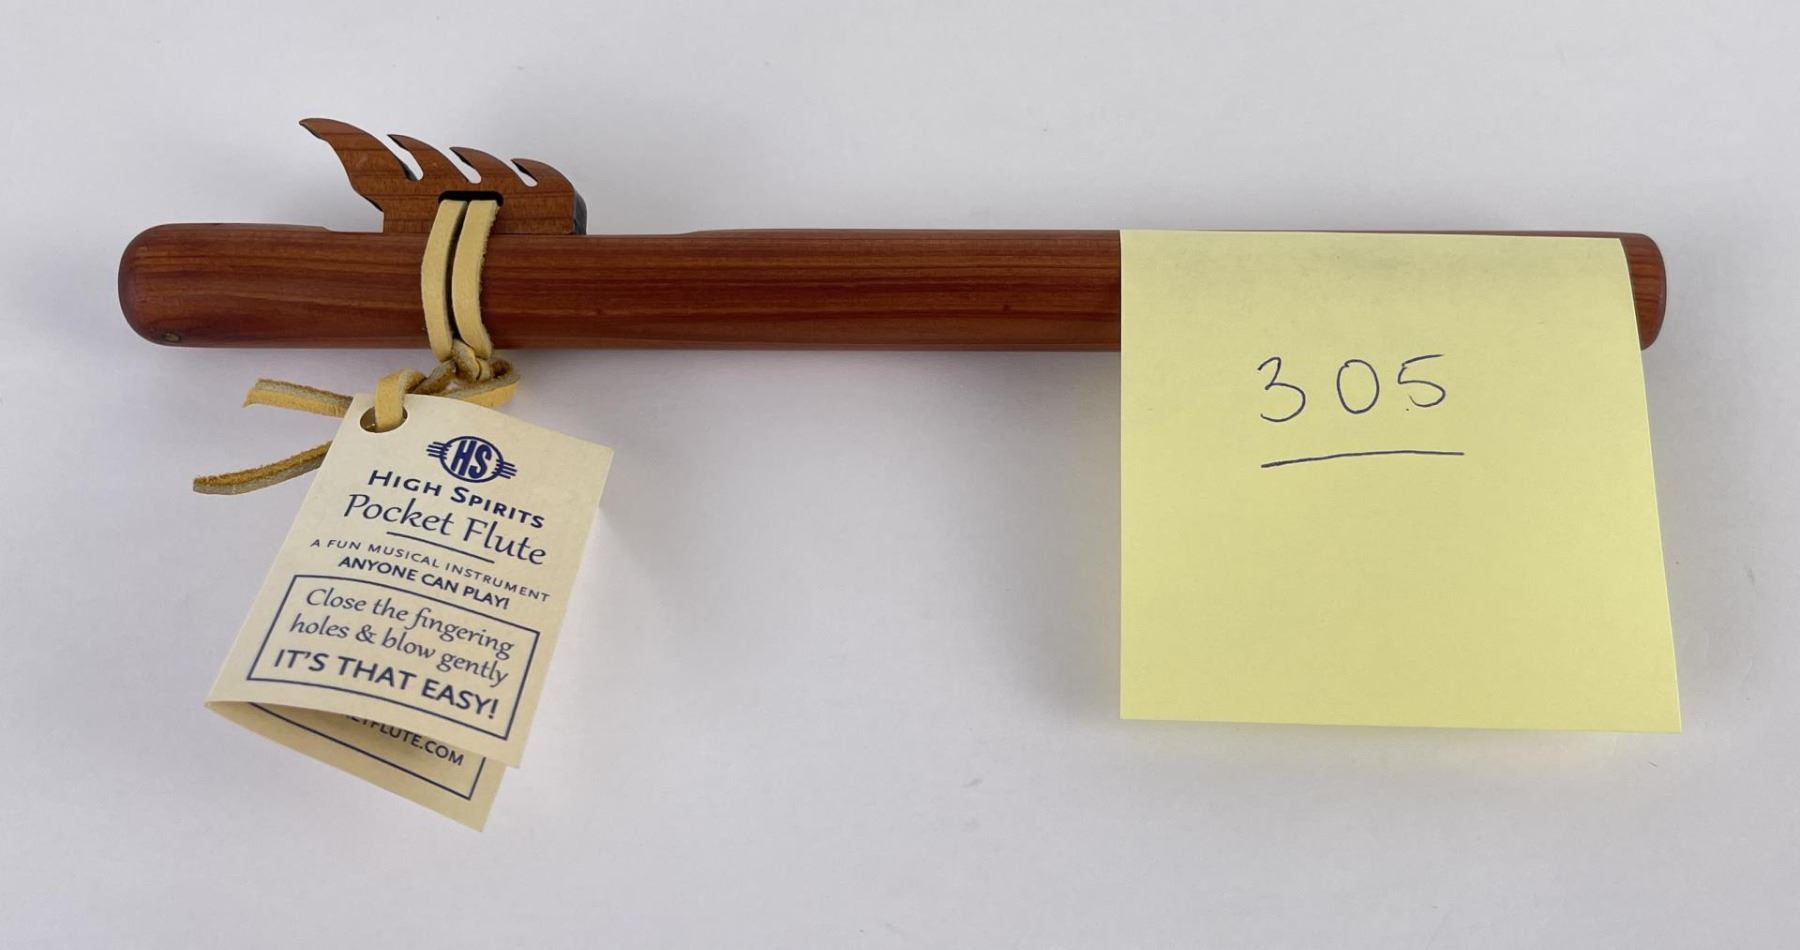 HS
HIGH SPIRITS
Pocket Flute
A FUN MUSICAL INSTRUMENT
ANYONE CAN PLAY!
Close the fingering
holes & blow gently
IT'S THAT EASY!
305